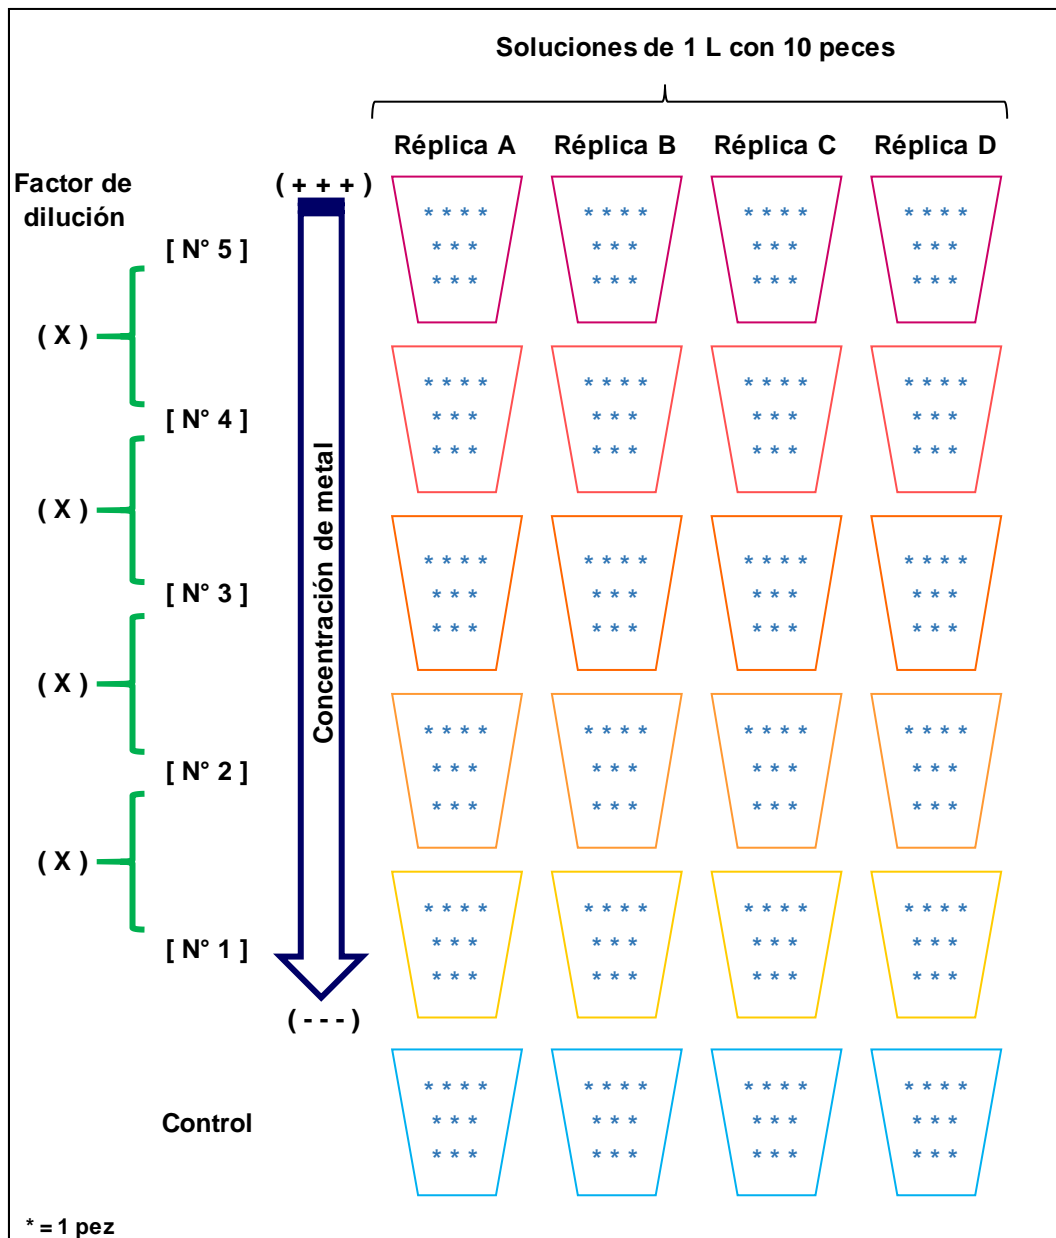 Soluciones de 1 L con 10 peces
Réplica A Réplica B Réplica C Réplica D
Factor de
dilución
( + + + )
[ N° 5 ]
* * * * * * * * * * * * * * * *
* * * * * * * * * * * *
* * * * * * * * * * * *
( X )
[ N° 4 ]
* * * * * * * * * * * * * * * *
* * * * * * * * * * * *
* * * * * * * * * * * *
( X )
Concentración de metal
[ N° 3 ]
* * * * * * * * * * * * * * * *
* * * * * * * * * * * *
* * * * * * * * * * * *
( X )
[ N° 2 ]
* * * * * * * * * * * * * * * *
* * * * * * * * * * * *
* * * * * * * * * * * *
( X )
[ N° 1 ]
* * * * * * * * * * * * * * * *
* * * * * * * * * * * *
* * * * * * * * * * * *
( - - - )
Control
* * * * * * * * * * * * * * * *
* * * * * * * * * * * *
* * * * * * * * * * * *
* = 1 pez